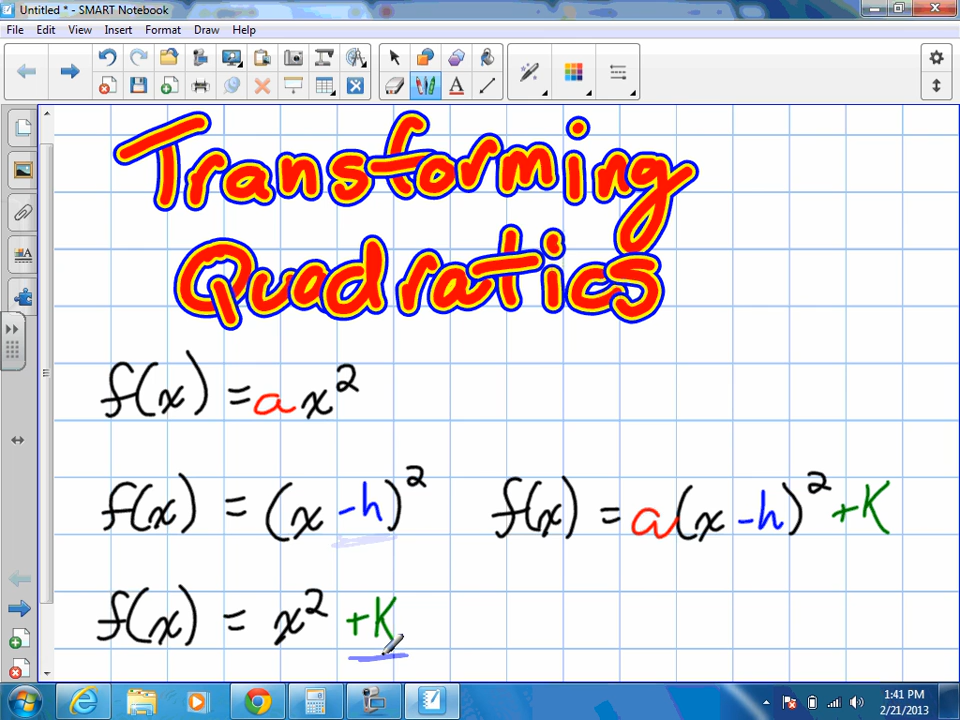 Untitled * - SMART Notebook
File Edit View Insert Format Draw Help
Transforming
Quadratics
f(x) = ax²
f(x) = (x -h)² f(x) = a(x -h)² +K
f(x) = x² +K
1:41 PM
2/21/2013